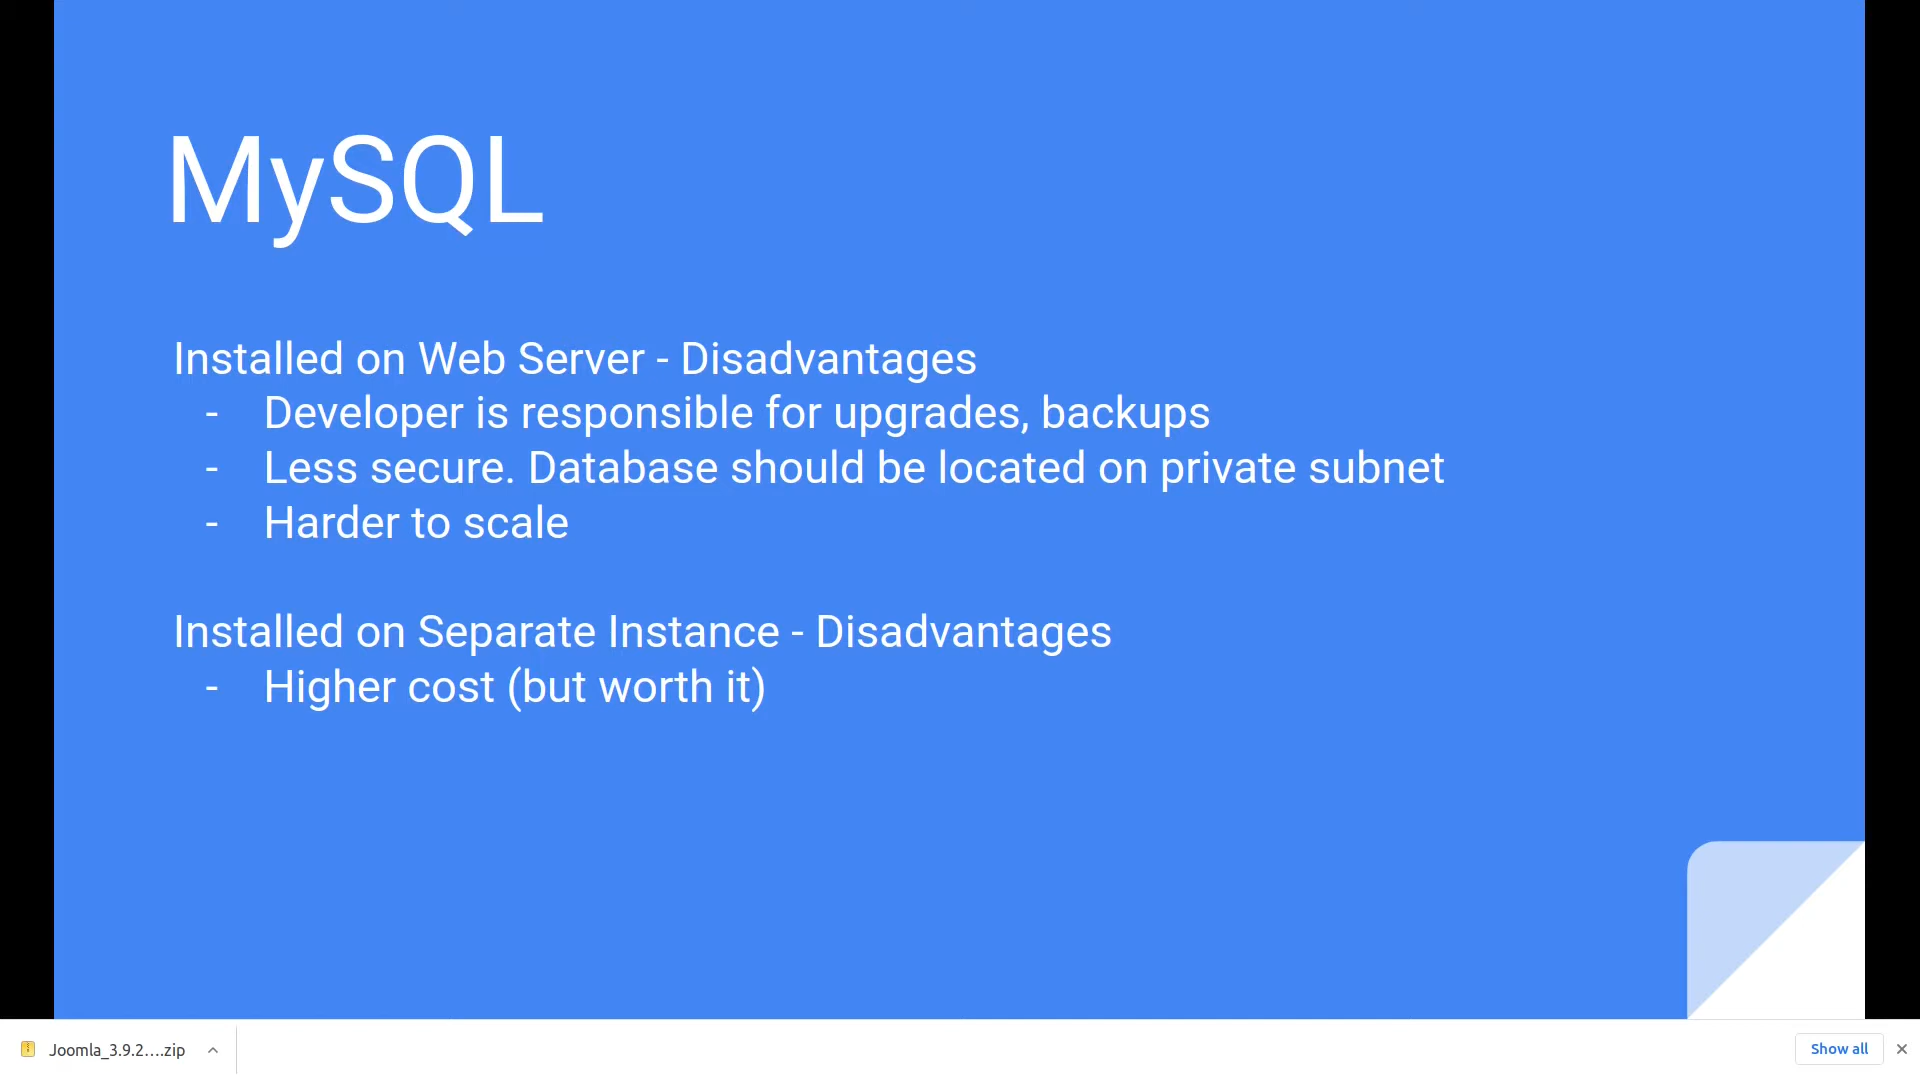 MySQL
Installed on Web Server - Disadvantages
- Developer is responsible for upgrades, backups
- Less secure. Database should be located on private subnet
- Harder to scale
Installed on Separate Instance - Disadvantages
- Higher cost (but worth it)
Joomla_3.9.2....zip
Show all